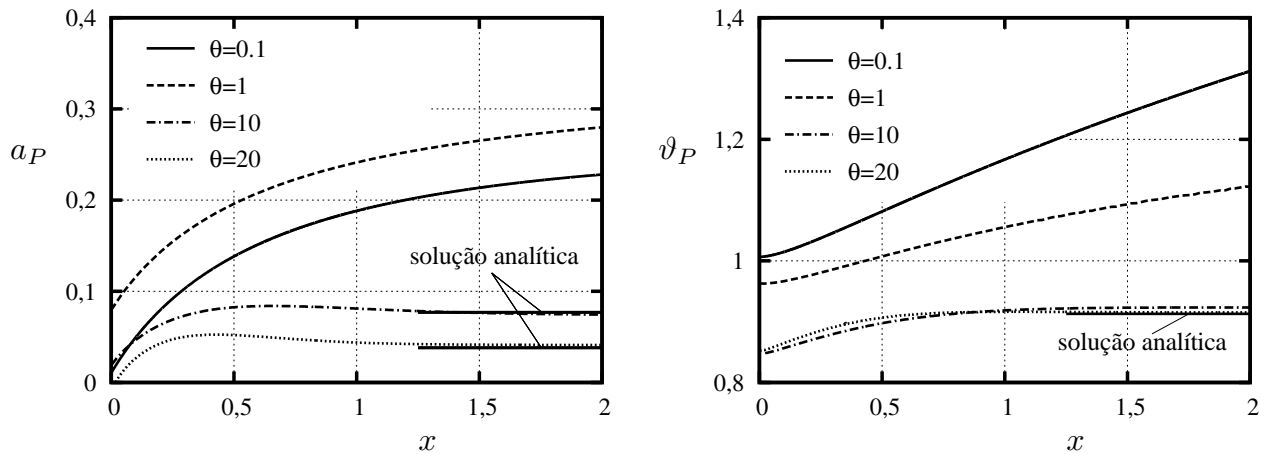 0,4
0,3
0,2
0,1
0
a_P
θ=0.1
θ=1
θ=10
θ=20
solução analítica
0 0,5 1 1,5 2
x
1,4
1,2
1
0,8
ϑ_P
θ=0.1
θ=1
θ=10
θ=20
solução analítica
0 0,5 1 1,5 2
x